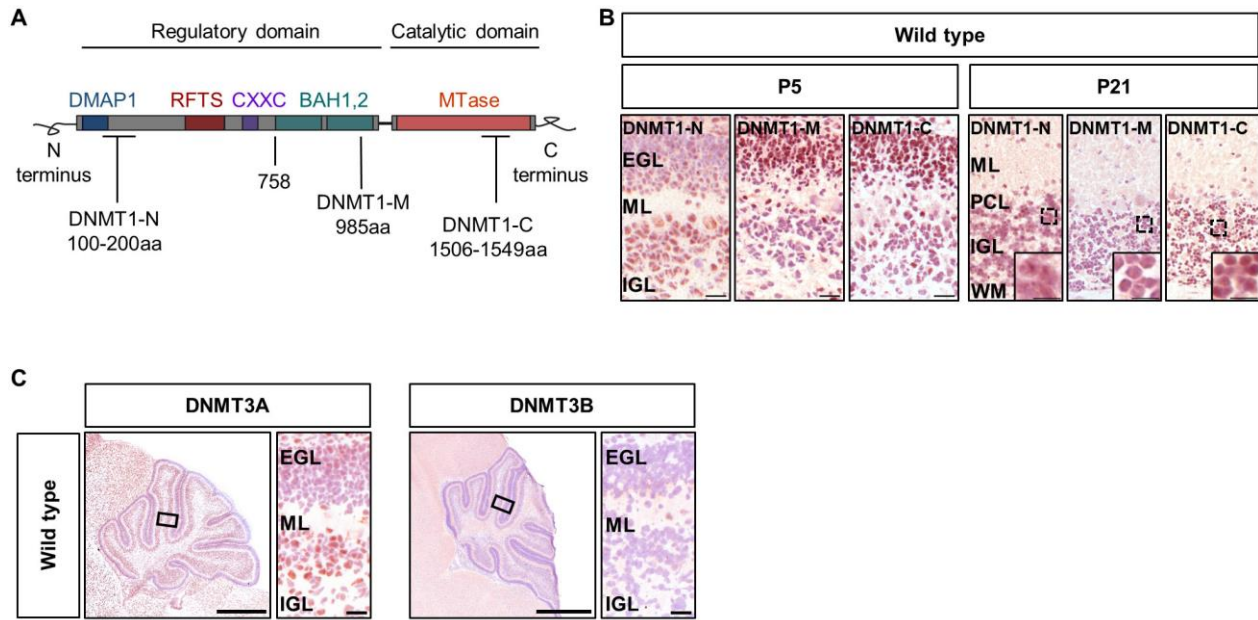 A
Regulatory domain
Catalytic domain
DMAP1
RFTS
CXXC
BAH1,2
MTase
N
terminus
C
terminus
758
DNMT1-N
100-200aa
DNMT1-M
985aa
DNMT1-C
1506-1549aa
B
Wild type
P5
P21
DNMT1-N
DNMT1-M
DNMT1-C
DNMT1-N
DNMT1-M
DNMT1-C
EGL
ML
IGL
ML
PCL
IGL
WM
C
DNMT3A
DNMT3B
Wild type
EGL
ML
IGL
EGL
ML
IGL